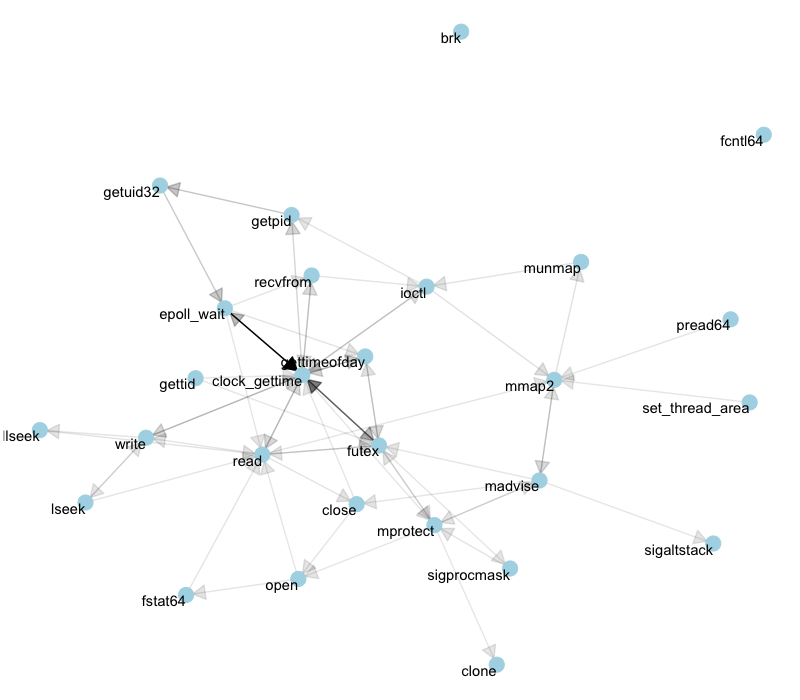 brk
fcntl64
getuid32
getpid
munmap
recvfrom
ioctl
epoll_wait
pread64
gettimeofday
gettid
clock_gettime
mmap2
set_thread_area
llseek
write
read
futex
madvise
lseek
close
mprotect
sigaltstack
sigprocmask
open
fstat64
clone